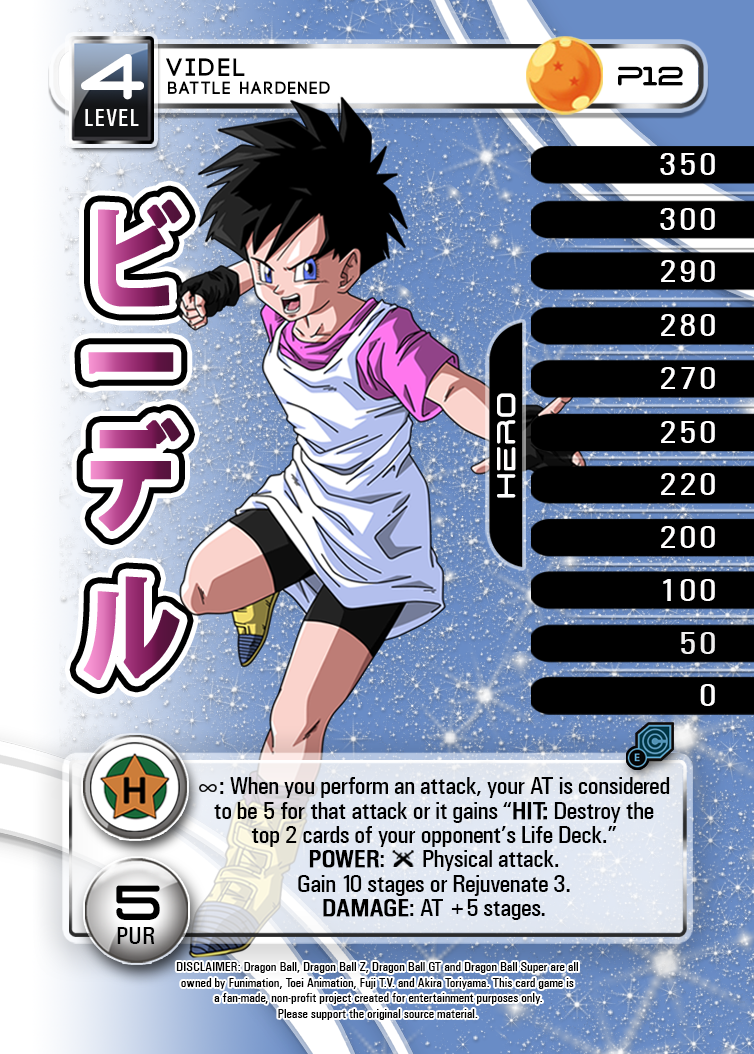 4
LEVEL
VIDEL
BATTLE HARDENED
P12
350
300
290
280
270
250
220
200
100
50
0
HERO
ビーデル
E
H
5
PUR
∞: When you perform an attack, your AT is considered
to be 5 for that attack or it gains “HIT: Destroy the
top 2 cards of your opponent’s Life Deck.”
POWER: Physical attack.
Gain 10 stages or Rejuvenate 3.
DAMAGE: AT +5 stages.
DISCLAIMER: Dragon Ball, Dragon Ball Z, Dragon Ball GT and Dragon Ball Super are all
owned by Funimation, Toei Animation, Fuji T.V. and Akira Toriyama. This card game is
a fan-made, non-profit project created for entertainment purposes only.
Please support the original source material.